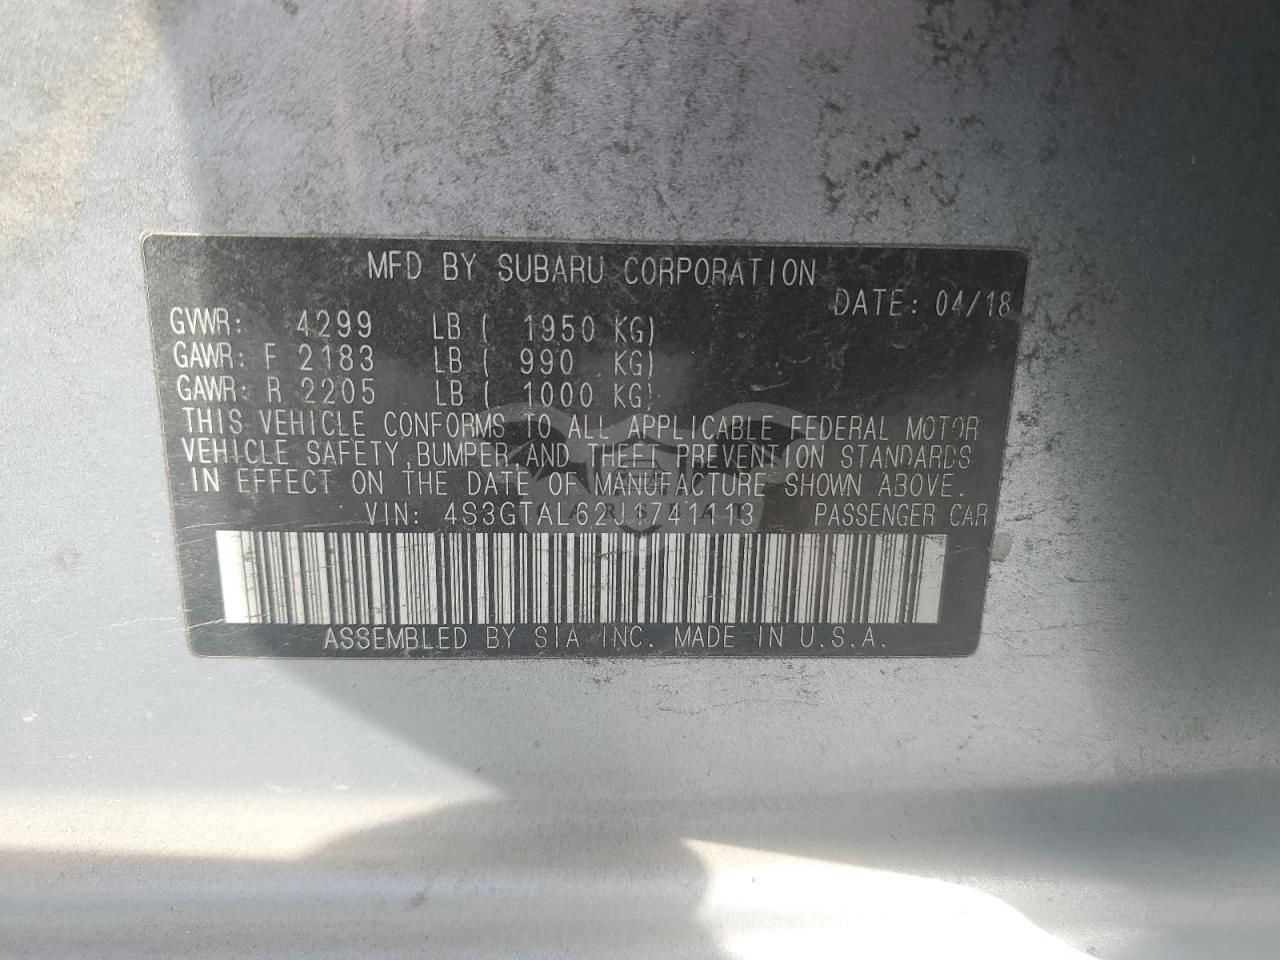 MFD BY SUBARU CORPORATION
DATE: 04/18
GVWR: 4299 LB ( 1950 KG)
GAWR: F 2183 LB ( 990 KG)
GAWR: R 2205 LB ( 1000 KG)
THIS VEHICLE CONFORMS TO ALL APPLICABLE FEDERAL MOTOR
VEHICLE SAFETY, BUMPER, AND THEFT PREVENTION STANDARDS
IN EFFECT ON THE DATE OF MANUFACTURE SHOWN ABOVE.
VIN: 4S3GTAL62J1741113 PASSENGER CAR
ASSEMBLED BY SIA INC. MADE IN U.S.A.